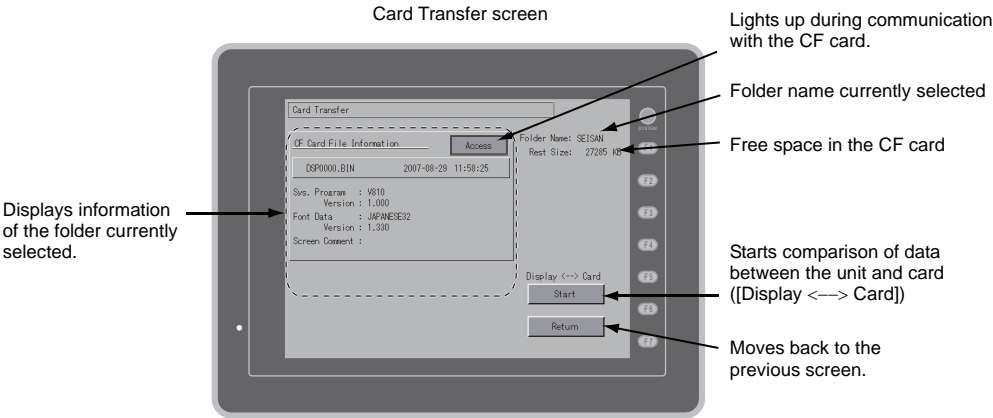 Card Transfer screen
Lights up during communication
with the CF card.
Folder name currently selected
Free space in the CF card
Displays information
of the folder currently
selected.
Starts comparison of data
between the unit and card
([Display <––> Card])
Moves back to the
previous screen.
Card Transfer
CF Card File Information
Access
DSP0000.BIN 2007-08-29 11:58:25
Sys. Program : V810
Version : 1.000
Font Data : JAPANESE32
Version : 1.330
Screen Comment :
Folder Name: SEISAN
Rest Size: 27285 KB
Display <--> Card
Start
Return
SYSTEM
F2
F3
F4
F5
F6
F7